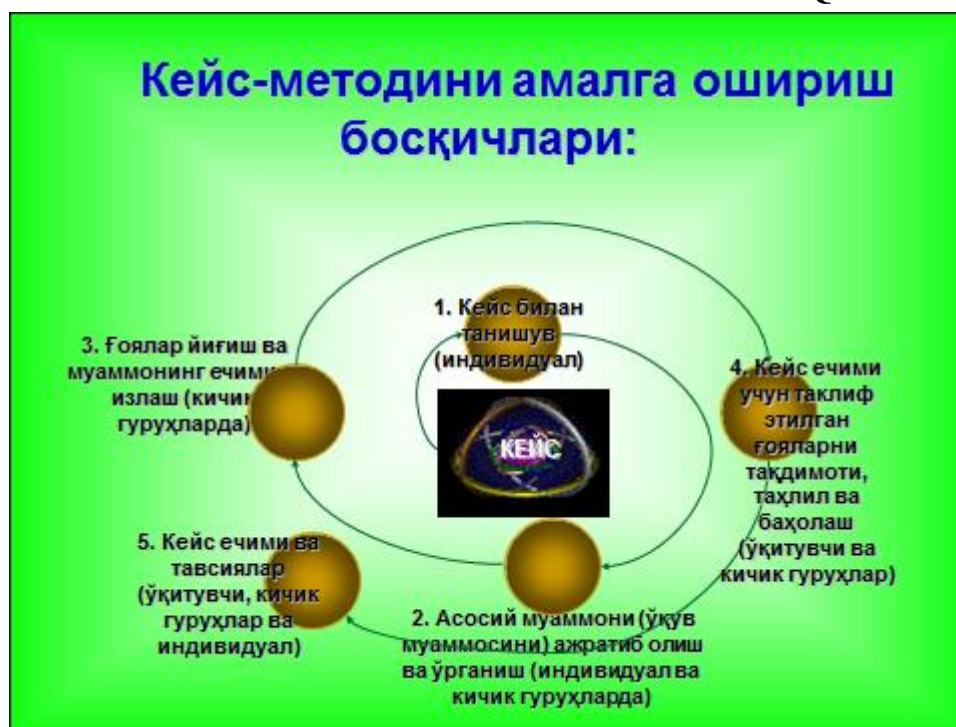 Кейс-методини амалга ошириш
босқичлари:
1. Кейс билан
танишув
(индивидуал)
3. Ғоялар йиғиш ва
муаммонинг ечими
излаш (кичик
гуруҳларда)
КЕЙС
4. Кейс ечими
учун таклиф
этилган
ғояларни
тақдимоти,
таҳлил ва
баҳолаш
(ўқитувчи ва
кичик гуруҳлар)
5. Кейс ечими ва
тавсиялар
(ўқитувчи, кичик
гуруҳлар ва
индивидуал)
2. Асосий муаммони (ўқув
муаммосини) ажратиб олиш
ва ўрганиш (индивидуал ва
кичик гуруҳларда)